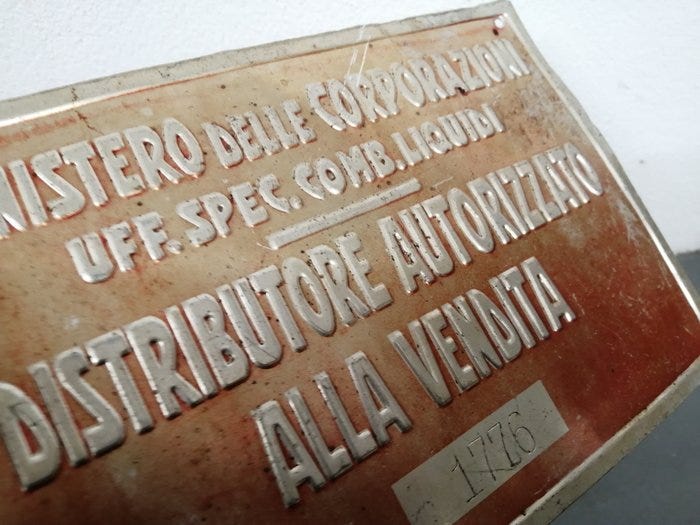 NISTERO DELLE CORPORAZIONI
UFF. SPEC. COMB. LIQUIDI
DISTRIBUTORE AUTORIZZATO
ALLA VENDITA
1776